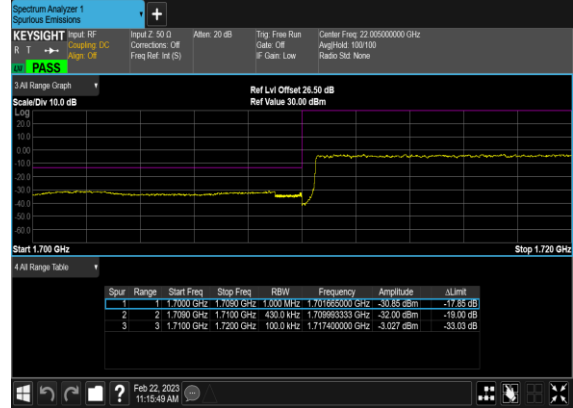 Spectrum Analyzer 1
Spurious Emissions
KEYSIGHT Input: RF Input Z: 50 Ω Atten: 20 dB Trig: Free Run Center Freq: 22.005000000 GHz
R T Coupling: DC Corrections: Off Gate: Off Avg|Hold: 100/100
Align: Off Freq Ref: Int (S) IF Gain: Low Radio Std: None
PASS
3 All Range Graph
Ref Lvl Offset 26.50 dB
Scale/Div 10.0 dB Ref Value 30.00 dBm
Log
20.0
10.0
0.00
-10.0
-20.0
-30.0
-40.0
-50.0
-60.0
Start 1.700 GHz Stop 1.720 GHz
4 All Range Table
Spur Range Start Freq Stop Freq RBW Frequency Amplitude ΔLimit
1 1 1.7000 GHz 1.7090 GHz 1.000 MHz 1.701665000 GHz -30.85 dBm -17.85 dB
2 2 1.7090 GHz 1.7100 GHz 430.0 kHz 1.709993333 GHz -32.00 dBm -19.00 dB
3 3 1.7100 GHz 1.7200 GHz 100.0 kHz 1.717400000 GHz -3.027 dBm -33.03 dB
? Feb 22, 2023
11:15:49 AM